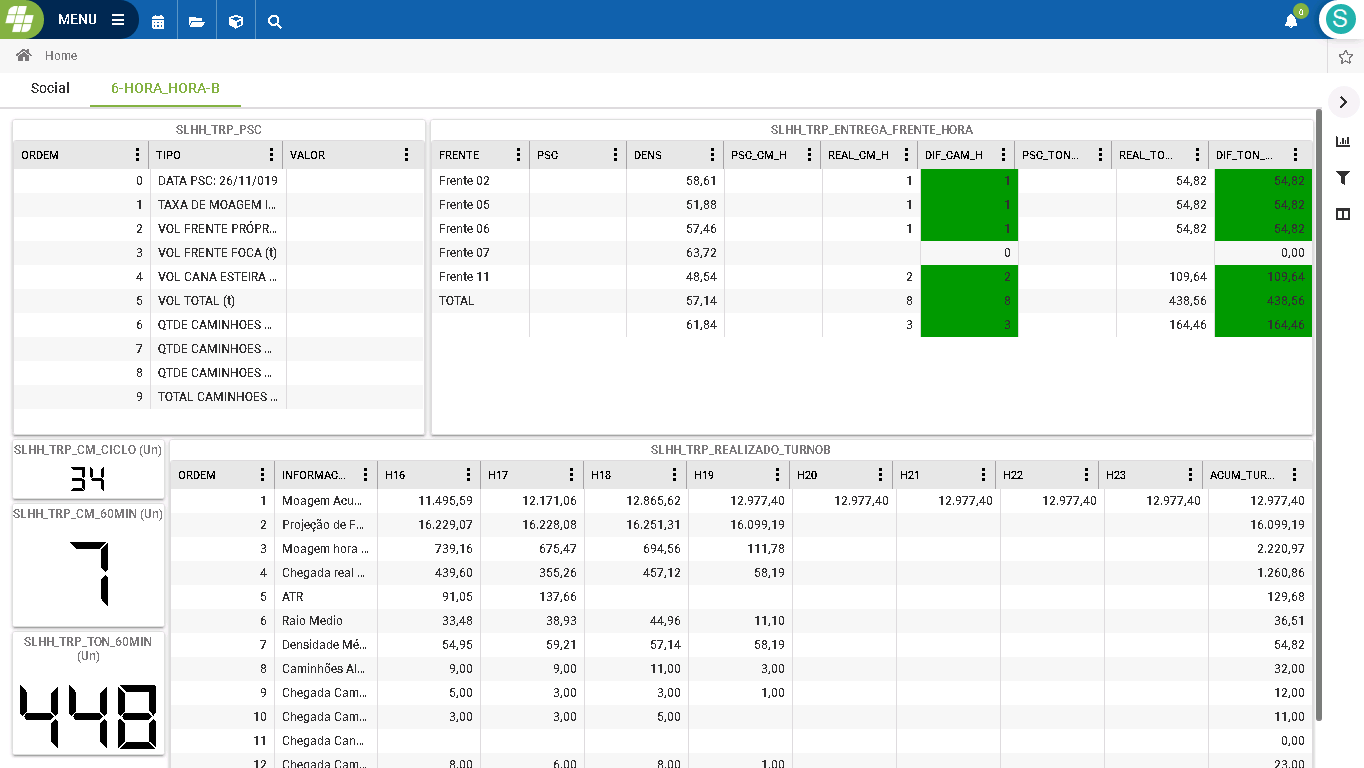 MENU
0
S
Home
Social 6-HORA_HORA-B
SLHH_TRP_PSC
ORDEM TIPO VALOR
0 DATA PSC: 26/11/019
1 TAXA DE MOAGEM I...
2 VOL FRENTE PRÓPR...
3 VOL FRENTE FOCA (t)
4 VOL CANA ESTEIRA ...
5 VOL TOTAL (t)
6 QTDE CAMINHOES ...
7 QTDE CAMINHOES ...
8 QTDE CAMINHOES ...
9 TOTAL CAMINHOES ...
SLHH_TRP_ENTREGA_FRENTE_HORA
FRENTE PSC DENS PSC_CM_H REAL_CM_H DIF_CAM_H PSC_TON... REAL_TO... DIF_TON_...
Frente 02 58,61 1 1 54,82 54,82
Frente 05 51,88 1 1 54,82 54,82
Frente 06 57,46 1 1 54,82 54,82
Frente 07 63,72 0 0,00
Frente 11 48,54 2 2 109,64 109,64
TOTAL 57,14 8 8 438,56 438,56
61,84 3 3 164,46 164,46
SLHH_TRP_CM_CICLO (Un)
34
SLHH_TRP_CM_60MIN (Un)
7
SLHH_TRP_TON_60MIN
(Un)
448
SLHH_TRP_REALIZADO_TURNOB
ORDEM INFORMAC... H16 H17 H18 H19 H20 H21 H22 H23 ACUM_TUR...
1 Moagem Acu... 11.495,59 12.171,06 12.865,62 12.977,40 12.977,40 12.977,40 12.977,40 12.977,40 12.977,40
2 Projeção de F... 16.229,07 16.228,08 16.251,31 16.099,19 16.099,19
3 Moagem hora ... 739,16 675,47 694,56 111,78 2.220,97
4 Chegada real ... 439,60 355,26 457,12 58,19 1.260,86
5 ATR 91,05 137,66 129,68
6 Raio Medio 33,48 38,93 44,96 11,10 36,51
7 Densidade Mé... 54,95 59,21 57,14 58,19 54,82
8 Caminhões Al... 9,00 9,00 11,00 3,00 32,00
9 Chegada Cam... 5,00 3,00 3,00 1,00 12,00
10 Chegada Cam... 3,00 3,00 5,00 11,00
11 Chegada Can... 0,00
12 Chegada Cam... 8,00 6,00 8,00 1,00 23,00